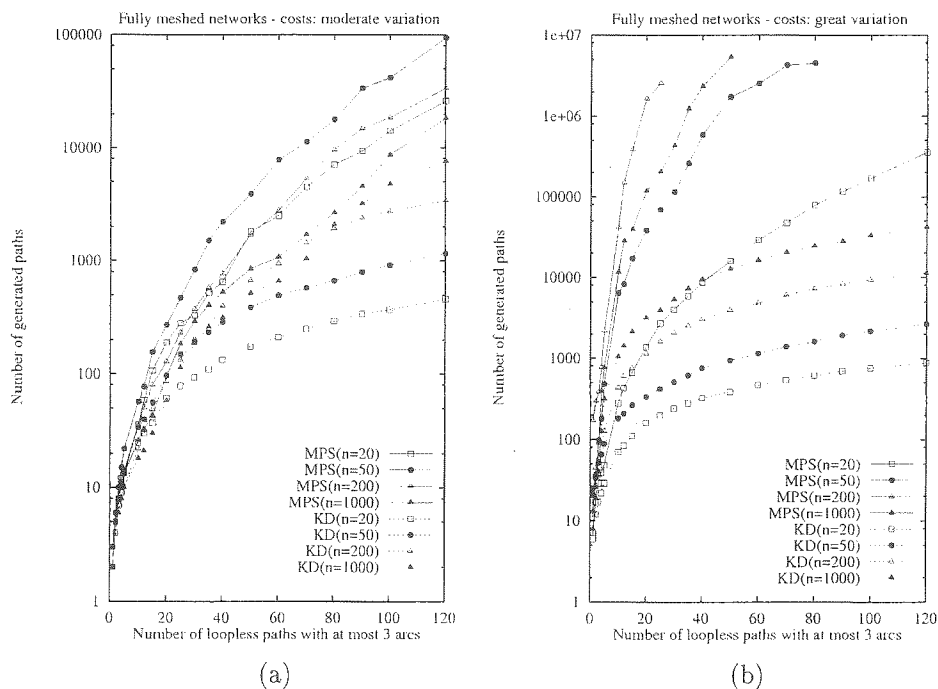 Fully meshed networks - costs: moderate variation
100000
10000
1000
100
10
1
Number of generated paths
MPS(n=20)
MPS(n=50)
MPS(n=200)
MPS(n=1000)
KD(n=20)
KD(n=50)
KD(n=200)
KD(n=1000)
0 20 40 60 80 100 120
Number of loopless paths with at most 3 arcs
(a)
Fully meshed networks - costs: great variation
1e+07
1e+06
100000
10000
1000
100
10
1
Number of generated paths
MPS(n=20)
MPS(n=50)
MPS(n=200)
MPS(n=1000)
KD(n=20)
KD(n=50)
KD(n=200)
KD(n=1000)
0 20 40 60 80 100 120
Number of loopless paths with at most 3 arcs
(b)